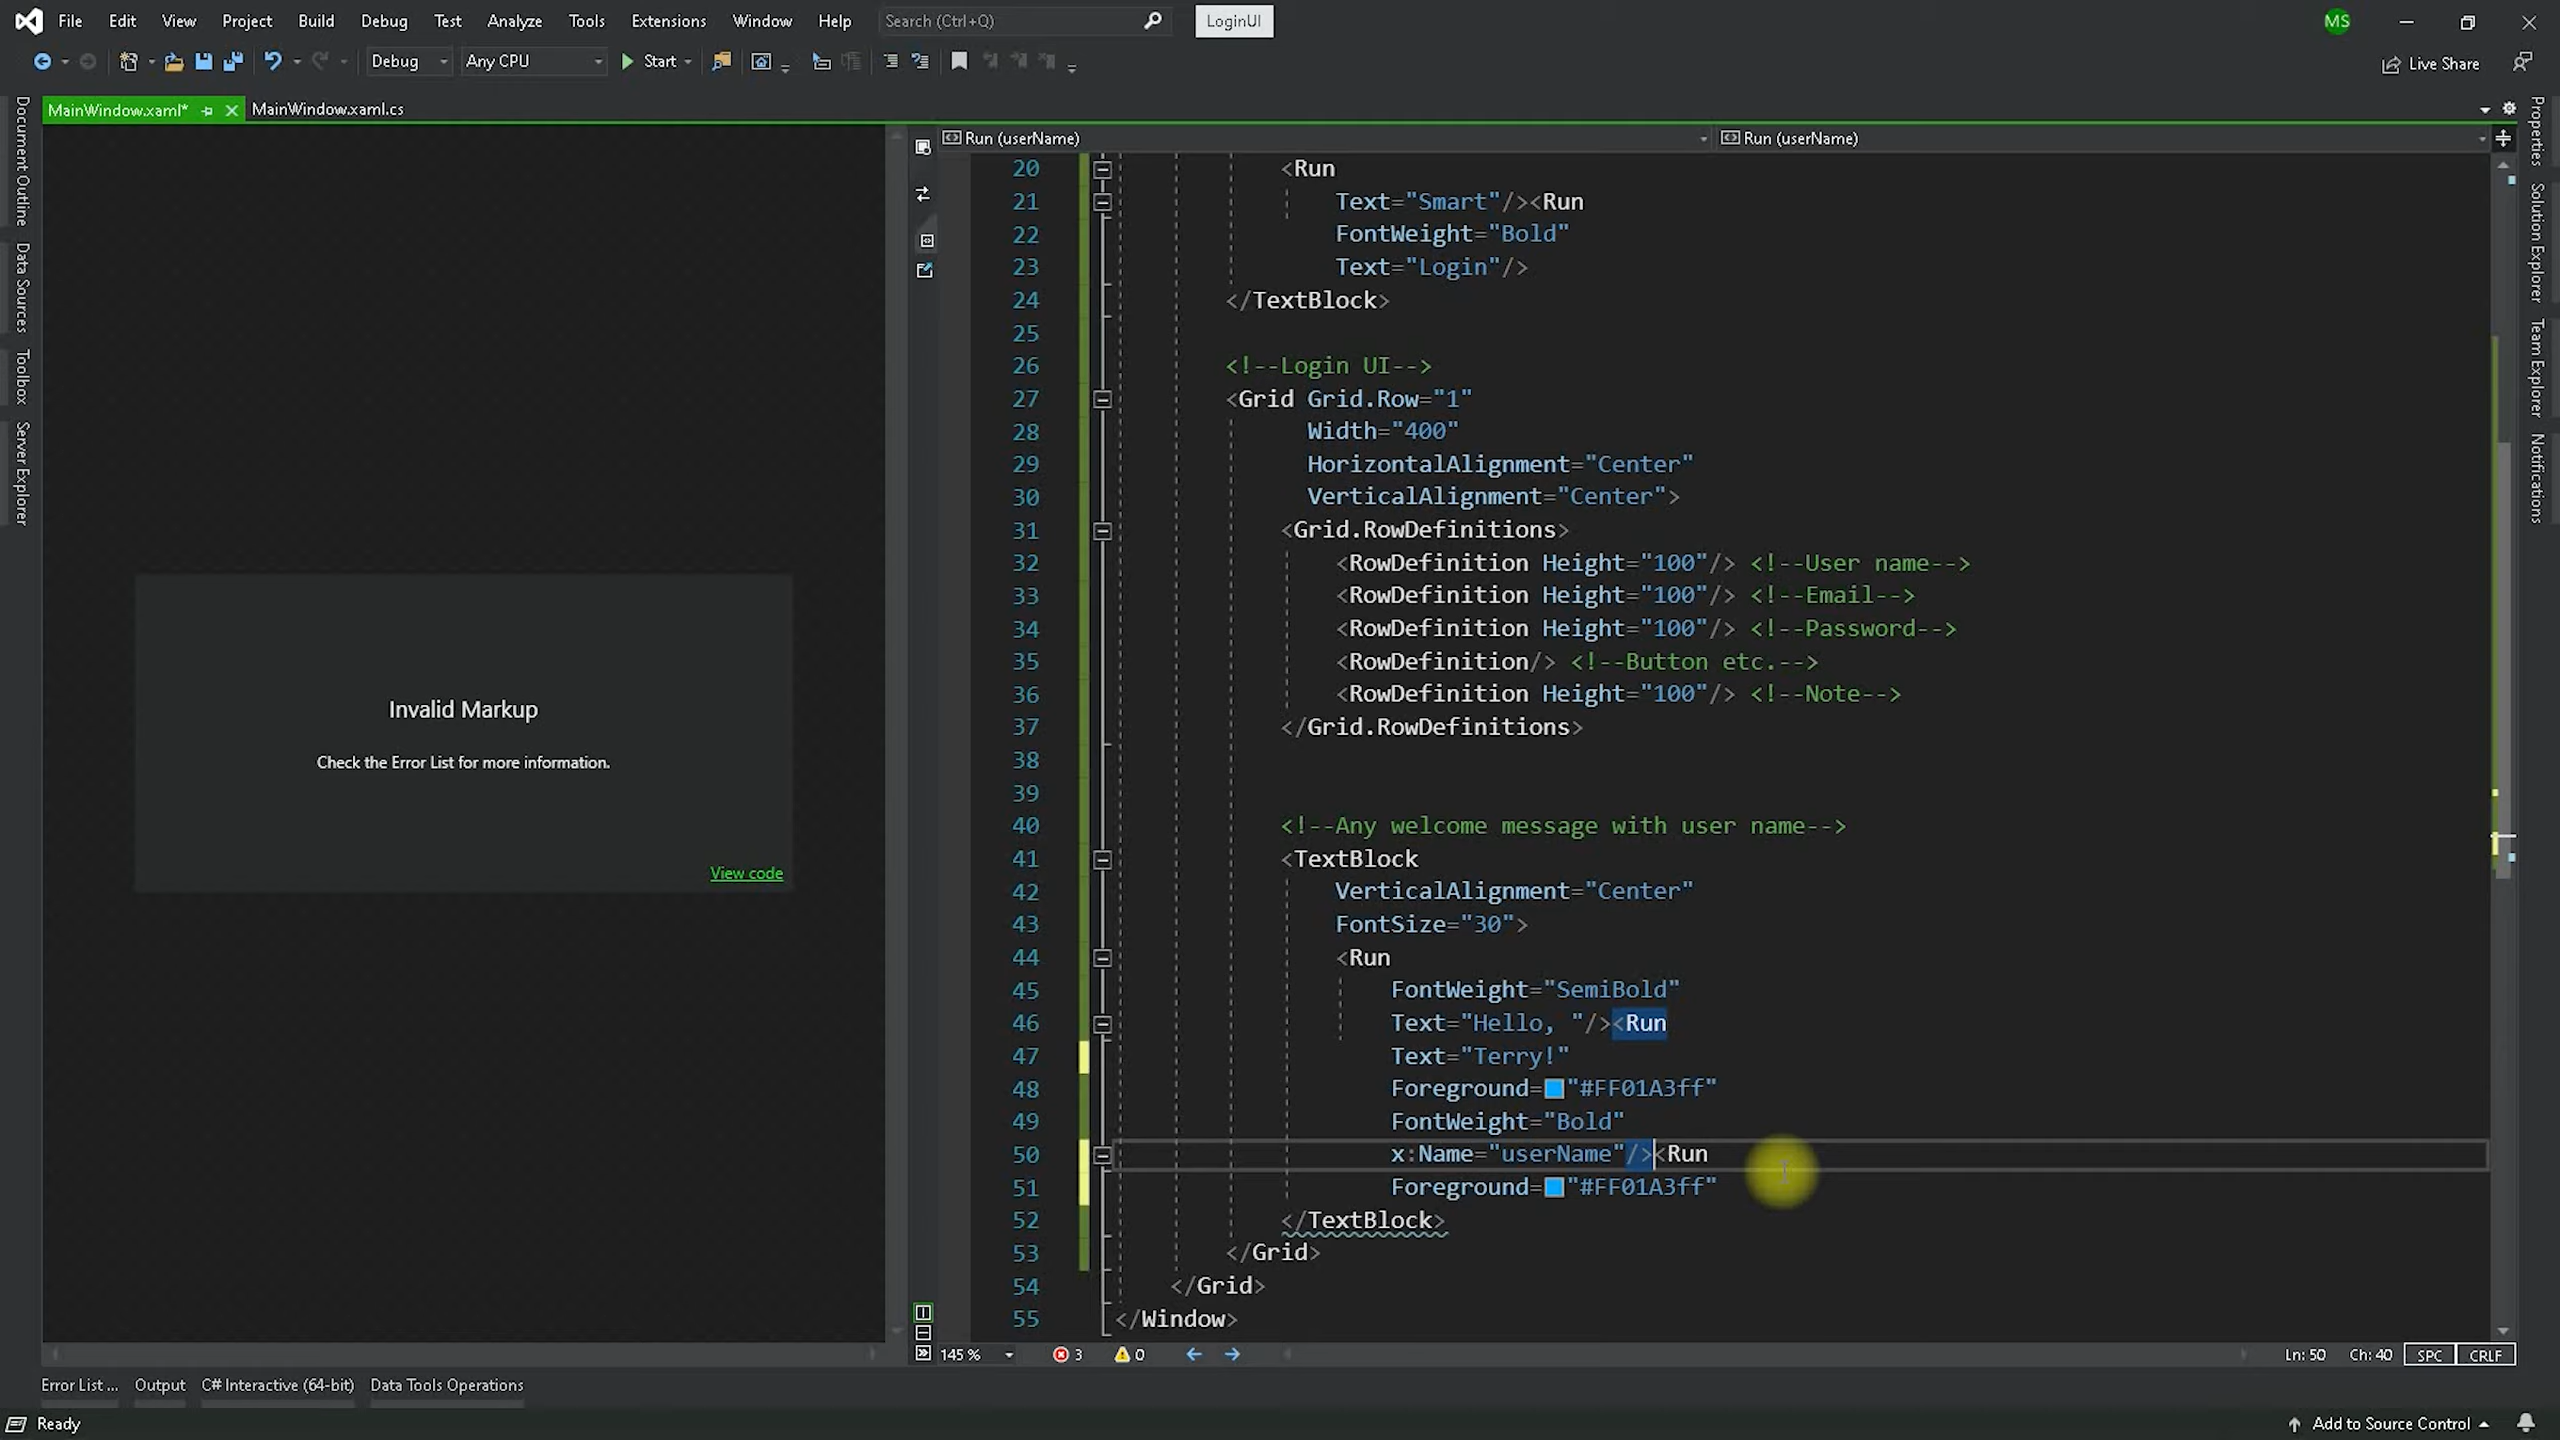 File Edit View Project Build Debug Test Analyze Tools Extensions Window Help Search (Ctrl+Q) LoginUI MS
Debug Any CPU Start Live Share
MainWindow.xaml* MainWindow.xaml.cs
Document Outline
Data Sources
Toolbox
Server Explorer
Invalid Markup
Check the Error List for more information.
View code
Run (userName) Run (userName)
20 <Run
21 Text="Smart"/><Run
22 FontWeight="Bold"
23 Text="Login"/>
24 </TextBlock>
25
26 <!--Login UI-->
27 <Grid Grid.Row="1"
28 Width="400"
29 HorizontalAlignment="Center"
30 VerticalAlignment="Center">
31 <Grid.RowDefinitions>
32 <RowDefinition Height="100"/> <!--User name-->
33 <RowDefinition Height="100"/> <!--Email-->
34 <RowDefinition Height="100"/> <!--Password-->
35 <RowDefinition/> <!--Button etc.-->
36 <RowDefinition Height="100"/> <!--Note-->
37 </Grid.RowDefinitions>
38
39
40 <!--Any welcome message with user name-->
41 <TextBlock
42 VerticalAlignment="Center"
43 FontSize="30">
44 <Run
45 FontWeight="SemiBold"
46 Text="Hello, "/><Run
47 Text="Terry!"
48 Foreground="#FF01A3ff"
49 FontWeight="Bold"
50 x:Name="userName"/><Run
51 Foreground="#FF01A3ff"
52 </TextBlock>
53 </Grid>
54 </Grid>
55 </Window>
Properties
Solution Explorer
Team Explorer
Notifications
145 % 3 0 Ln: 50 Ch: 40 SPC CRLF
Error List ... Output C# Interactive (64-bit) Data Tools Operations
Ready Add to Source Control